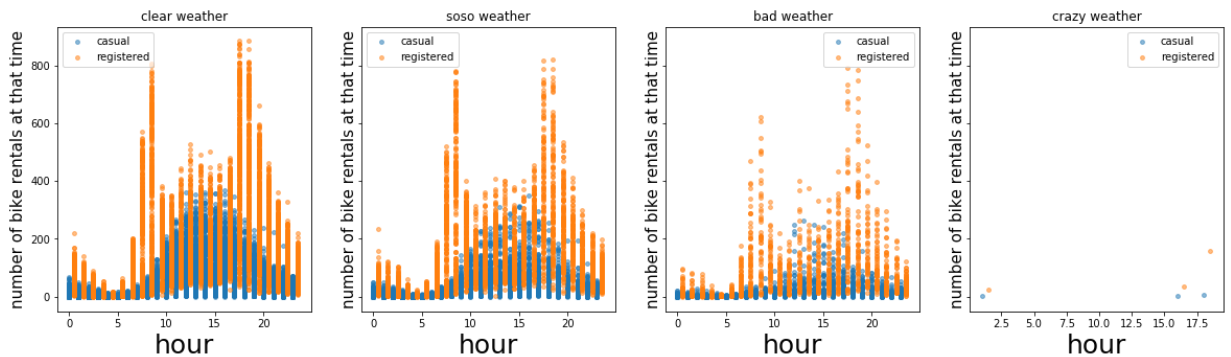 clear weather
number of bike rentals at that time
800
600
400
200
0
casual
registered
0 5 10 15 20
hour
soso weather
number of bike rentals at that time
casual
registered
0 5 10 15 20
hour
bad weather
number of bike rentals at that time
casual
registered
0 5 10 15 20
hour
crazy weather
number of bike rentals at that time
casual
registered
2.5 5.0 7.5 10.0 12.5 15.0 17.5
hour